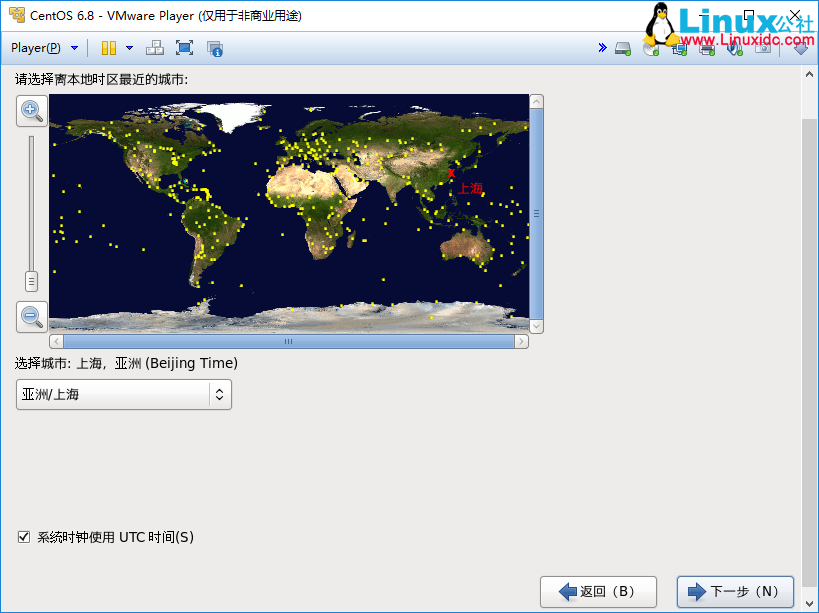 CentOS 6.8 - VMware Player (仅用于非商业用途)
Linux公社
www.Linuxidc.com
Player(P)
请选择寄本地时区最近的城市:
上海
选择城市: 上海, 亚洲 (Beijing Time)
亚洲/上海
系统时钟使用 UTC 时间(S)
返回（B）
下一步（N）